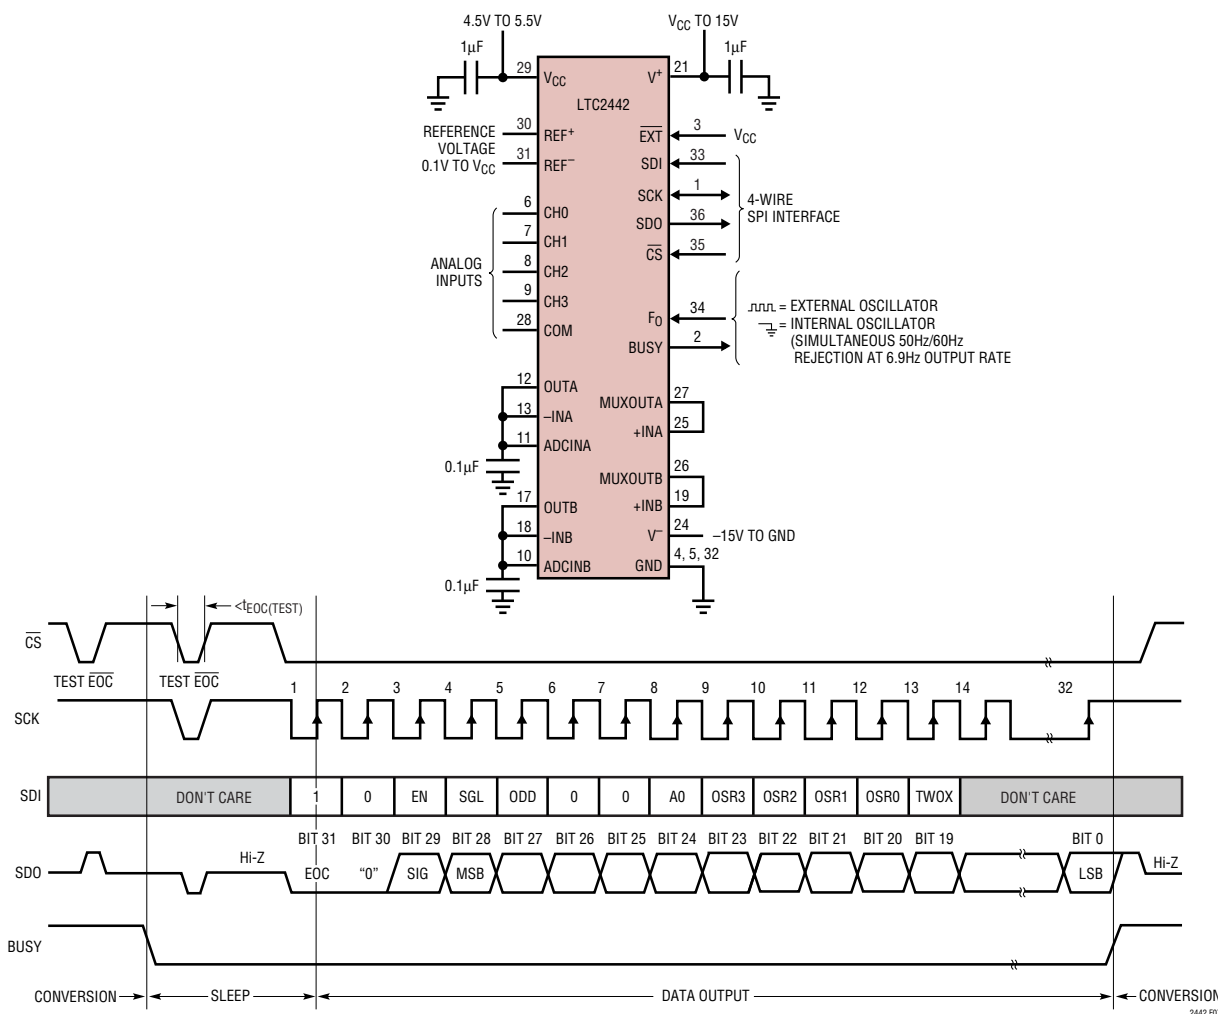 4.5V TO 5.5V
VCC TO 15V
1µF
1µF
29
VCC
V+
21
LTC2442
REFERENCE
VOLTAGE
0.1V TO VCC
30
REF+
31
REF–
EXT
3
VCC
SDI
33
SCK
1
SDO
36
CS
35
4-WIRE
SPI INTERFACE
ANALOG
INPUTS
6
CH0
7
CH1
8
CH2
9
CH3
28
COM
FO
34
BUSY
2
= EXTERNAL OSCILLATOR
= INTERNAL OSCILLATOR
(SIMULTANEOUS 50Hz/60Hz
REJECTION AT 6.9Hz OUTPUT RATE
12
OUTA
13
–INA
11
ADCINA
0.1µF
MUXOUTA
27
+INA
25
17
OUTB
18
–INB
10
ADCINB
0.1µF
MUXOUTB
26
+INB
19
V–
24
–15V TO GND
GND
4, 5, 32
<tEOC(TEST)
CS
TEST EOC
TEST EOC
SCK
1 2 3 4 5 6 7 8 9 10 11 12 13 14 32
SDI
DON'T CARE
1 0 EN SGL ODD 0 0 A0 OSR3 OSR2 OSR1 OSR0 TWOX
DON'T CARE
BIT 31 BIT 30 BIT 29 BIT 28 BIT 27 BIT 26 BIT 25 BIT 24 BIT 23 BIT 22 BIT 21 BIT 20 BIT 19 BIT 0
SDO
Hi-Z
EOC "0" SIG MSB
LSB
Hi-Z
BUSY
CONVERSION
SLEEP
DATA OUTPUT
CONVERSION